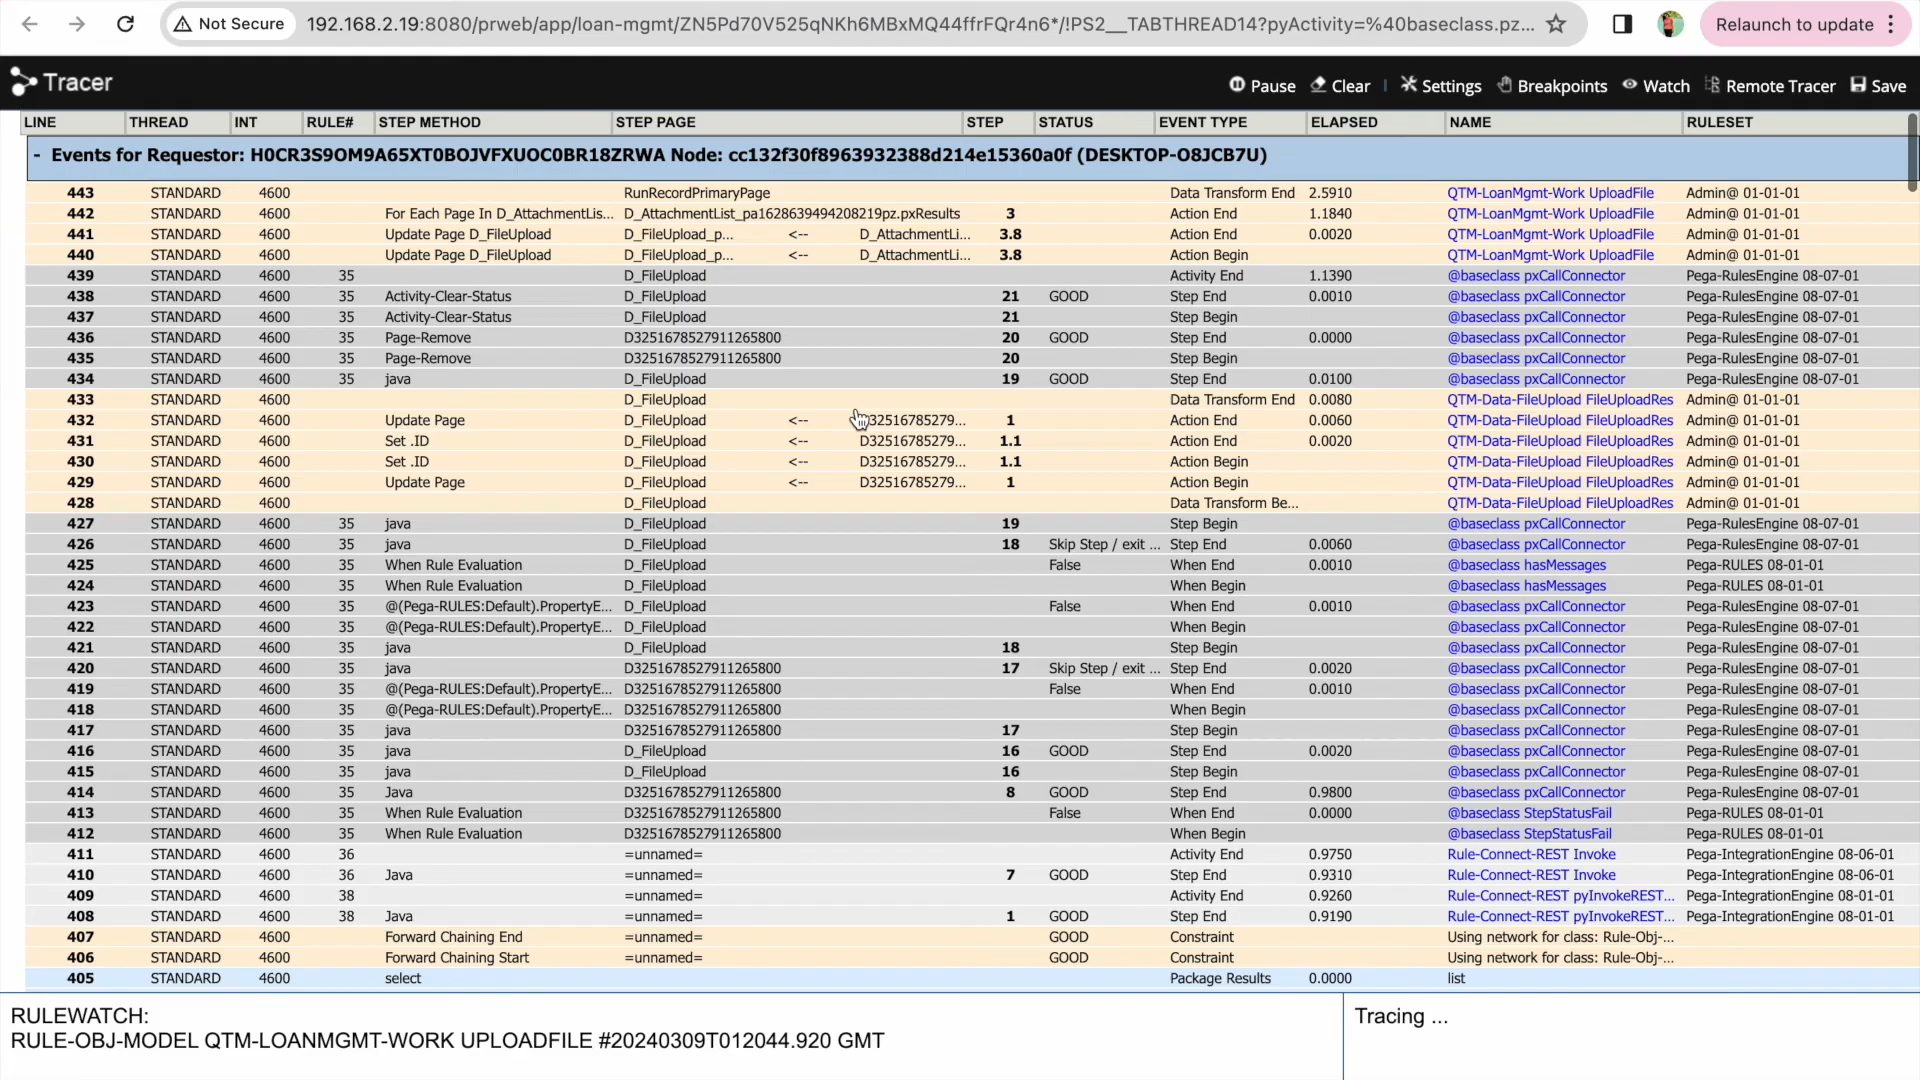 Not Secure 192.168.2.19:8080/prweb/app/loan-mgmt/ZN5Pd70V525qNKh6MBxMQ44ffrFQr4n6*/!PS2__TABTHREAD14?pyActivity=%40baseclass.pz... Relaunch to update
Tracer Pause Clear | Settings Breakpoints Watch Remote Tracer Save
LINE THREAD INT RULE# STEP METHOD STEP PAGE STEP STATUS EVENT TYPE ELAPSED NAME RULESET
- Events for Requestor: H0CR3S9OM9A65XT0BOJVFXUOC0BR18ZRWA Node: cc132f30f8963932388d214e15360a0f (DESKTOP-O8JCB7U)
443 STANDARD 4600 RunRecordPrimaryPage Data Transform End 2.5910 QTM-LoanMgmt-Work UploadFile Admin@ 01-01-01
442 STANDARD 4600 For Each Page In D_AttachmentLis... D_AttachmentList_pa1628639494208219pz.pxResults 3 Action End 1.1840 QTM-LoanMgmt-Work UploadFile Admin@ 01-01-01
441 STANDARD 4600 Update Page D_FileUpload D_FileUpload_p... <-- D_AttachmentLi... 3.8 Action End 0.0020 QTM-LoanMgmt-Work UploadFile Admin@ 01-01-01
440 STANDARD 4600 Update Page D_FileUpload D_FileUpload_p... <-- D_AttachmentLi... 3.8 Action Begin QTM-LoanMgmt-Work UploadFile Admin@ 01-01-01
439 STANDARD 4600 35 D_FileUpload Activity End 1.1390 @baseclass pxCallConnector Pega-RulesEngine 08-07-01
438 STANDARD 4600 35 Activity-Clear-Status D_FileUpload 21 GOOD Step End 0.0010 @baseclass pxCallConnector Pega-RulesEngine 08-07-01
437 STANDARD 4600 35 Activity-Clear-Status D_FileUpload 21 Step Begin @baseclass pxCallConnector Pega-RulesEngine 08-07-01
436 STANDARD 4600 35 Page-Remove D3251678527911265800 20 GOOD Step End 0.0000 @baseclass pxCallConnector Pega-RulesEngine 08-07-01
435 STANDARD 4600 35 Page-Remove D3251678527911265800 20 Step Begin @baseclass pxCallConnector Pega-RulesEngine 08-07-01
434 STANDARD 4600 35 java D_FileUpload 19 GOOD Step End 0.0100 @baseclass pxCallConnector Pega-RulesEngine 08-07-01
433 STANDARD 4600 D_FileUpload Data Transform End 0.0080 QTM-Data-FileUpload FileUploadRes Admin@ 01-01-01
432 STANDARD 4600 Update Page D_FileUpload <-- D32516785279... 1 Action End 0.0060 QTM-Data-FileUpload FileUploadRes Admin@ 01-01-01
431 STANDARD 4600 Set .ID D_FileUpload <-- D32516785279... 1.1 Action End 0.0020 QTM-Data-FileUpload FileUploadRes Admin@ 01-01-01
430 STANDARD 4600 Set .ID D_FileUpload <-- D32516785279... 1.1 Action Begin QTM-Data-FileUpload FileUploadRes Admin@ 01-01-01
429 STANDARD 4600 Update Page D_FileUpload <-- D32516785279... 1 Action Begin QTM-Data-FileUpload FileUploadRes Admin@ 01-01-01
428 STANDARD 4600 D_FileUpload Data Transform Be... QTM-Data-FileUpload FileUploadRes Admin@ 01-01-01
427 STANDARD 4600 35 java D_FileUpload 19 Step Begin @baseclass pxCallConnector Pega-RulesEngine 08-07-01
426 STANDARD 4600 35 java D_FileUpload 18 Skip Step / exit ... Step End 0.0060 @baseclass pxCallConnector Pega-RulesEngine 08-07-01
425 STANDARD 4600 35 When Rule Evaluation D_FileUpload False When End 0.0010 @baseclass hasMessages Pega-RULES 08-01-01
424 STANDARD 4600 35 When Rule Evaluation D_FileUpload When Begin @baseclass hasMessages Pega-RULES 08-01-01
423 STANDARD 4600 35 @(Pega-RULES:Default).PropertyE... D_FileUpload False When End 0.0010 @baseclass pxCallConnector Pega-RulesEngine 08-07-01
422 STANDARD 4600 35 @(Pega-RULES:Default).PropertyE... D_FileUpload When Begin @baseclass pxCallConnector Pega-RulesEngine 08-07-01
421 STANDARD 4600 35 java D_FileUpload 18 Step Begin @baseclass pxCallConnector Pega-RulesEngine 08-07-01
420 STANDARD 4600 35 java D3251678527911265800 17 Skip Step / exit ... Step End 0.0020 @baseclass pxCallConnector Pega-RulesEngine 08-07-01
419 STANDARD 4600 35 @(Pega-RULES:Default).PropertyE... D3251678527911265800 False When End 0.0010 @baseclass pxCallConnector Pega-RulesEngine 08-07-01
418 STANDARD 4600 35 @(Pega-RULES:Default).PropertyE... D3251678527911265800 When Begin @baseclass pxCallConnector Pega-RulesEngine 08-07-01
417 STANDARD 4600 35 java D3251678527911265800 17 Step Begin @baseclass pxCallConnector Pega-RulesEngine 08-07-01
416 STANDARD 4600 35 java D_FileUpload 16 GOOD Step End 0.0020 @baseclass pxCallConnector Pega-RulesEngine 08-07-01
415 STANDARD 4600 35 java D_FileUpload 16 Step Begin @baseclass pxCallConnector Pega-RulesEngine 08-07-01
414 STANDARD 4600 35 Java D3251678527911265800 8 GOOD Step End 0.9800 @baseclass pxCallConnector Pega-RulesEngine 08-07-01
413 STANDARD 4600 35 When Rule Evaluation D3251678527911265800 False When End 0.0000 @baseclass StepStatusFail Pega-RULES 08-01-01
412 STANDARD 4600 35 When Rule Evaluation D3251678527911265800 When Begin @baseclass StepStatusFail Pega-RULES 08-01-01
411 STANDARD 4600 36 =unnamed= Activity End 0.9750 Rule-Connect-REST Invoke Pega-IntegrationEngine 08-06-01
410 STANDARD 4600 36 Java =unnamed= 7 GOOD Step End 0.9310 Rule-Connect-REST Invoke Pega-IntegrationEngine 08-06-01
409 STANDARD 4600 38 =unnamed= Activity End 0.9260 Rule-Connect-REST pyInvokeREST... Pega-IntegrationEngine 08-01-01
408 STANDARD 4600 38 Java =unnamed= 1 GOOD Step End 0.9190 Rule-Connect-REST pyInvokeREST... Pega-IntegrationEngine 08-01-01
407 STANDARD 4600 Forward Chaining End =unnamed= GOOD Constraint Using network for class: Rule-Obj-...
406 STANDARD 4600 Forward Chaining Start =unnamed= GOOD Constraint Using network for class: Rule-Obj-...
405 STANDARD 4600 select Package Results 0.0000 list
RULEWATCH:
RULE-OBJ-MODEL QTM-LOANMGMT-WORK UPLOADFILE #20240309T012044.920 GMT
Tracing ...